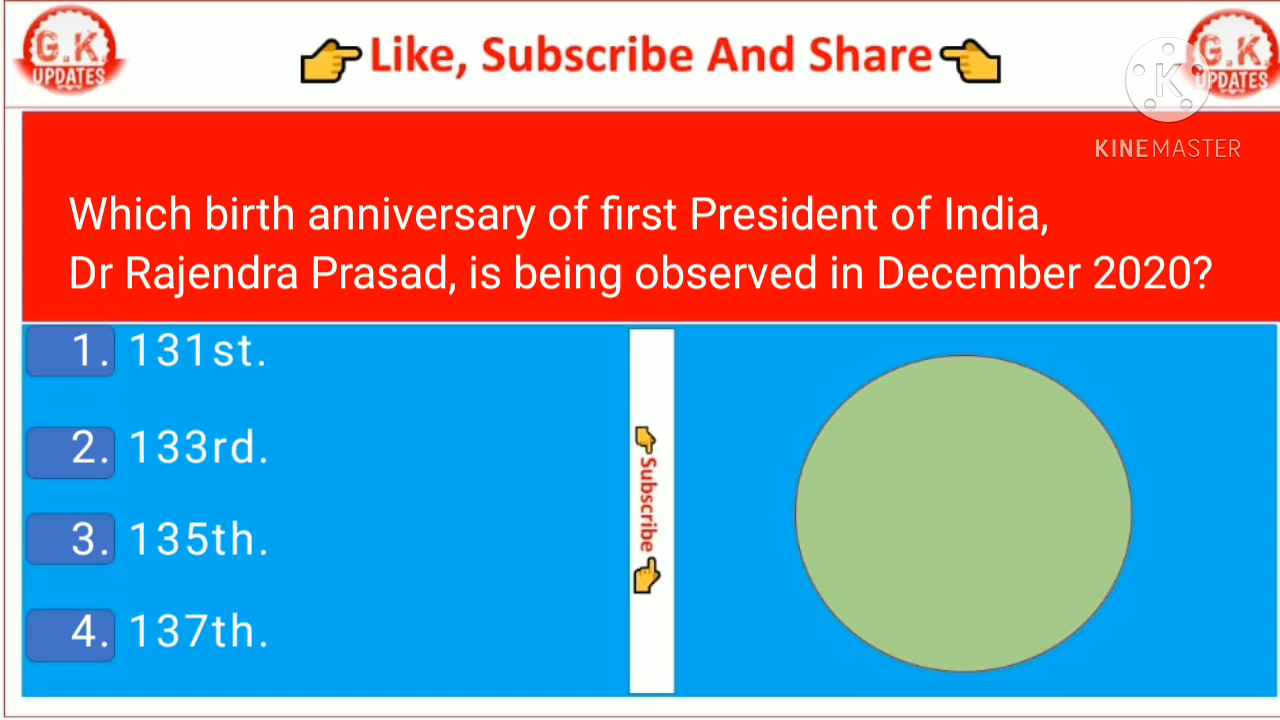 G.K.
UPDATES
Like, Subscribe And Share
G.K.
UPDATES
KINEMASTER
Which birth anniversary of first President of India,
Dr Rajendra Prasad, is being observed in December 2020?
1. 131st.
2. 133rd.
3. 135th.
4. 137th.
Subscribe